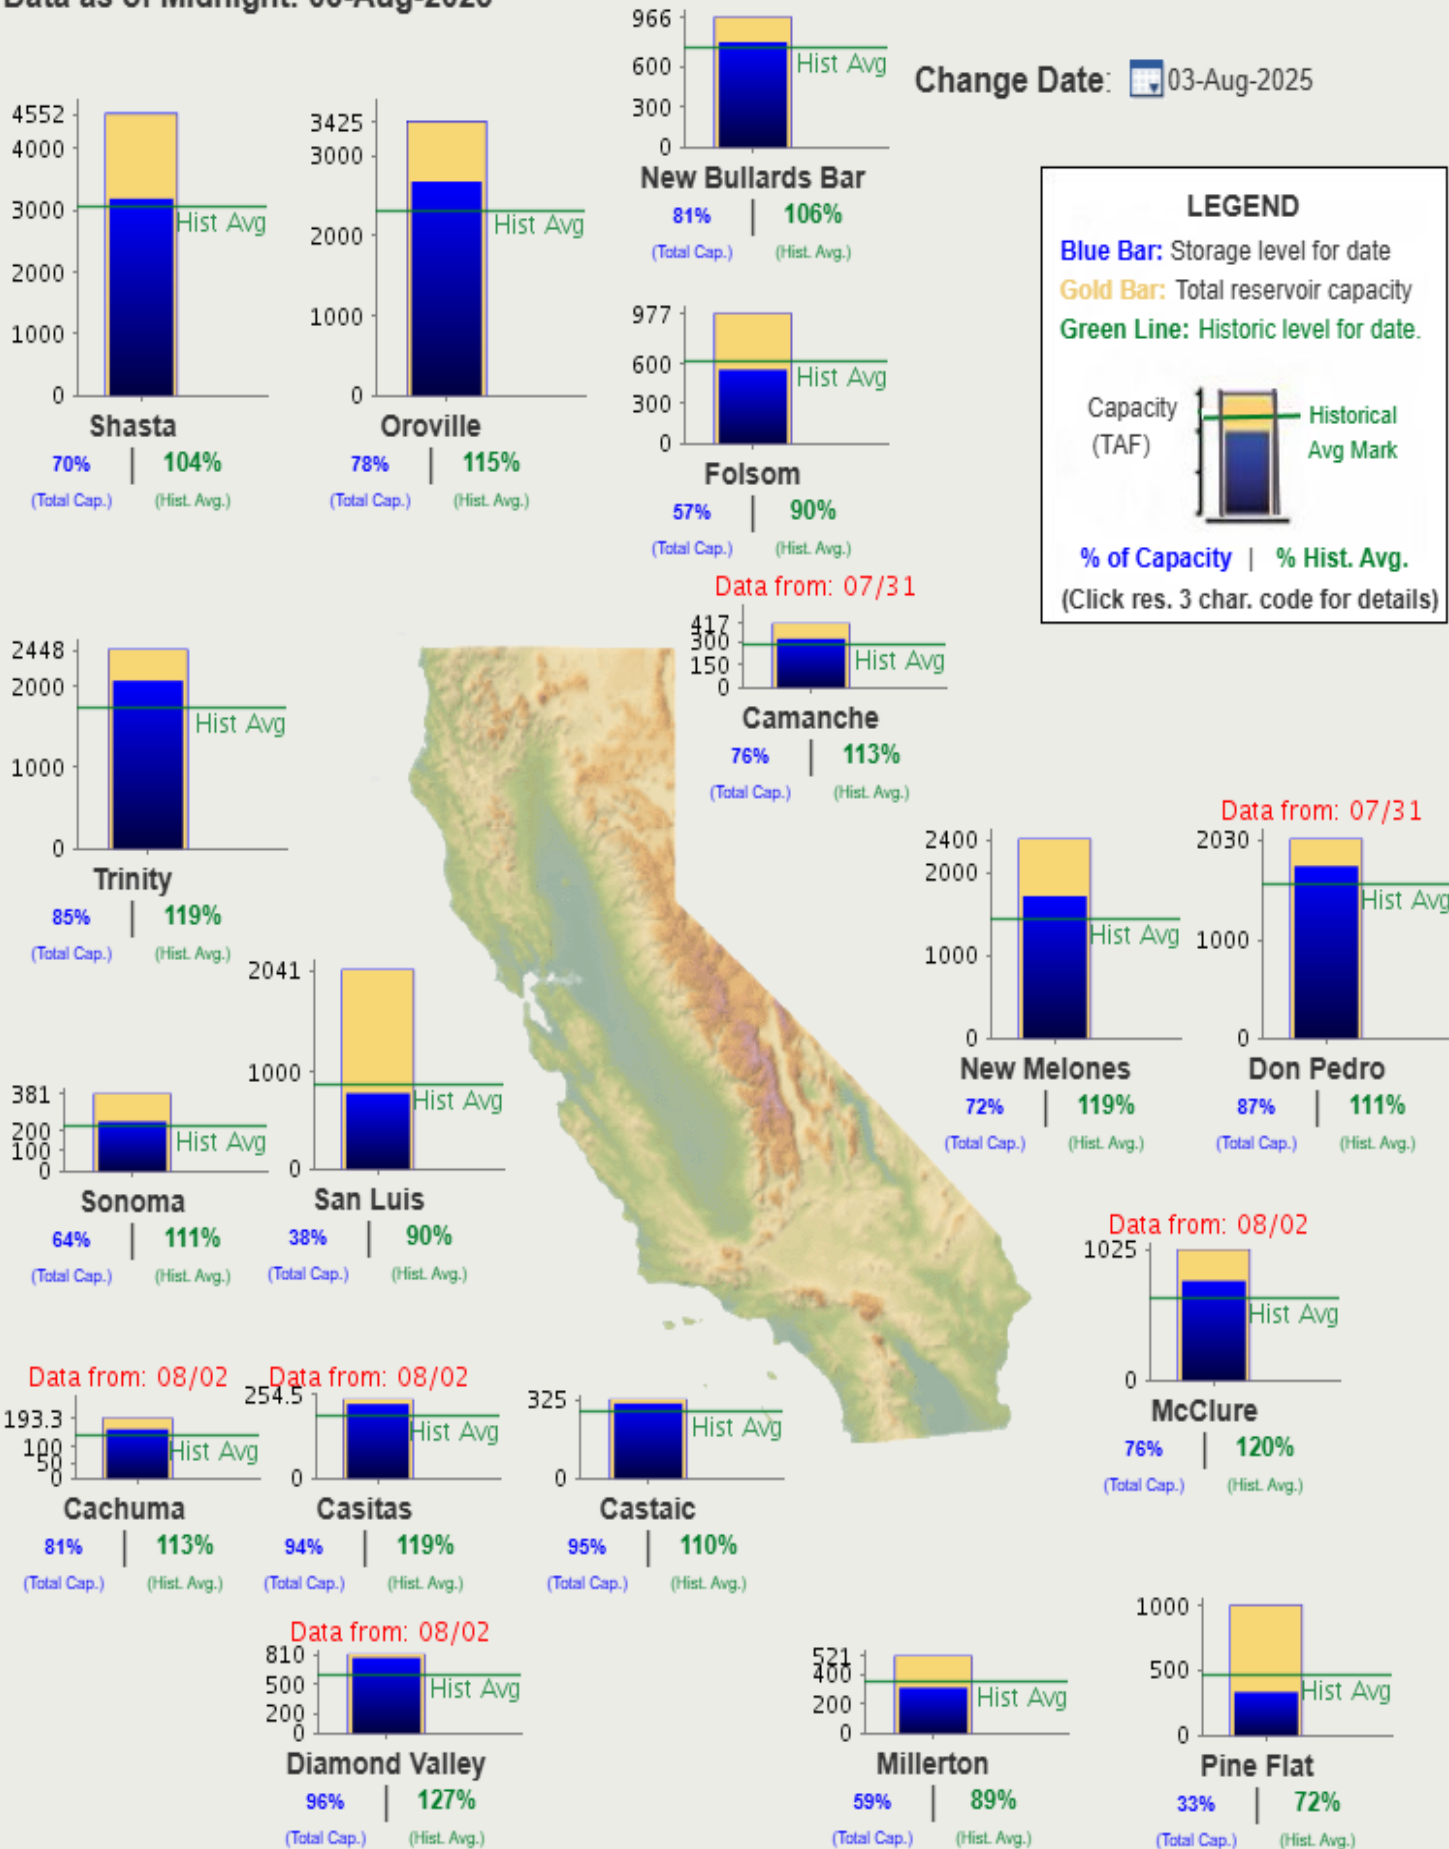 Data as of Midnight: 03-Aug-2025
Change Date: 03-Aug-2025
4552
4000
3000
2000
1000
0
Hist Avg
Shasta
70% | 104%
(Total Cap.) (Hist. Avg.)
3425
3000
2000
1000
0
Hist Avg
Oroville
78% | 115%
(Total Cap.) (Hist. Avg.)
966
600
300
0
Hist Avg
New Bullards Bar
81% | 106%
(Total Cap.) (Hist. Avg.)
977
600
300
0
Hist Avg
Folsom
57% | 90%
(Total Cap.) (Hist. Avg.)
LEGEND
Blue Bar: Storage level for date
Gold Bar: Total reservoir capacity
Green Line: Historic level for date.
Capacity
(TAF)
Historical
Avg Mark
% of Capacity | % Hist. Avg.
(Click res. 3 char. code for details)
Data from: 07/31
417
300
150
0
Hist Avg
Camanche
76% | 113%
(Total Cap.) (Hist. Avg.)
2448
2000
1000
0
Hist Avg
Trinity
85% | 119%
(Total Cap.) (Hist. Avg.)
2400
2000
1000
0
Hist Avg
New Melones
72% | 119%
(Total Cap.) (Hist. Avg.)
Data from: 07/31
2030
1000
0
Hist Avg
Don Pedro
87% | 111%
(Total Cap.) (Hist. Avg.)
381
200
100
0
Hist Avg
Sonoma
64% | 111%
(Total Cap.) (Hist. Avg.)
2041
1000
0
Hist Avg
San Luis
38% | 90%
(Total Cap.) (Hist. Avg.)
Data from: 08/02
1025
0
Hist Avg
McClure
76% | 120%
(Total Cap.) (Hist. Avg.)
Data from: 08/02
193.3
100
50
0
Hist Avg
Cachuma
81% | 113%
(Total Cap.) (Hist. Avg.)
Data from: 08/02
254.5
0
Hist Avg
Casitas
94% | 119%
(Total Cap.) (Hist. Avg.)
325
0
Hist Avg
Castaic
95% | 110%
(Total Cap.) (Hist. Avg.)
Data from: 08/02
810
500
200
0
Hist Avg
Diamond Valley
96% | 127%
(Total Cap.) (Hist. Avg.)
521
400
200
0
Hist Avg
Millerton
59% | 89%
(Total Cap.) (Hist. Avg.)
1000
500
0
Hist Avg
Pine Flat
33% | 72%
(Total Cap.) (Hist. Avg.)